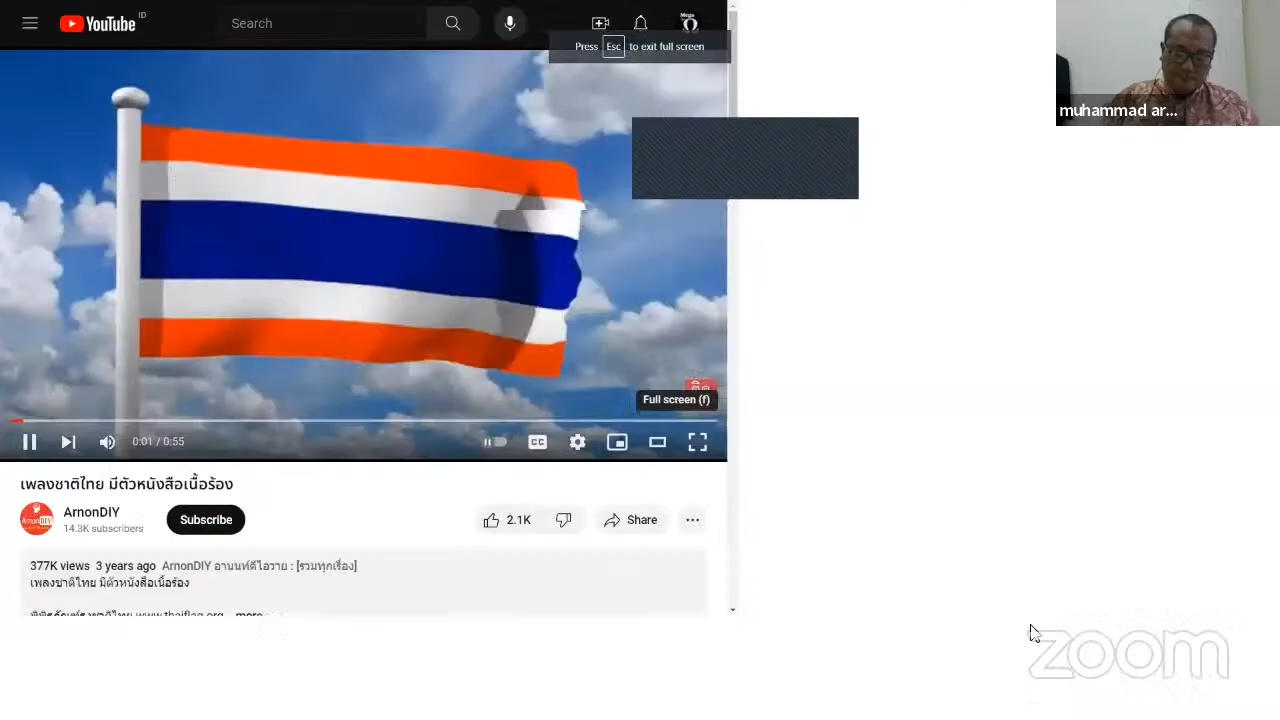 YouTube ID
Search
Press Esc to exit full screen
muhammad ar...
Full screen (f)
0:01 / 0:55
CC
เพลงชาติไทย มีตัวหนังสือเนื้อร้อง
ArnonDIY
14.3K subscribers
Subscribe
2.1K
Share
377K views 3 years ago ArnonDIY อานนท์ดีไอวาย : [รวมทุกเรื่อง]
เพลงชาติไทย มีตัวหนังสือเนื้อร้อง
www.thaiflag.org ...more
zoom